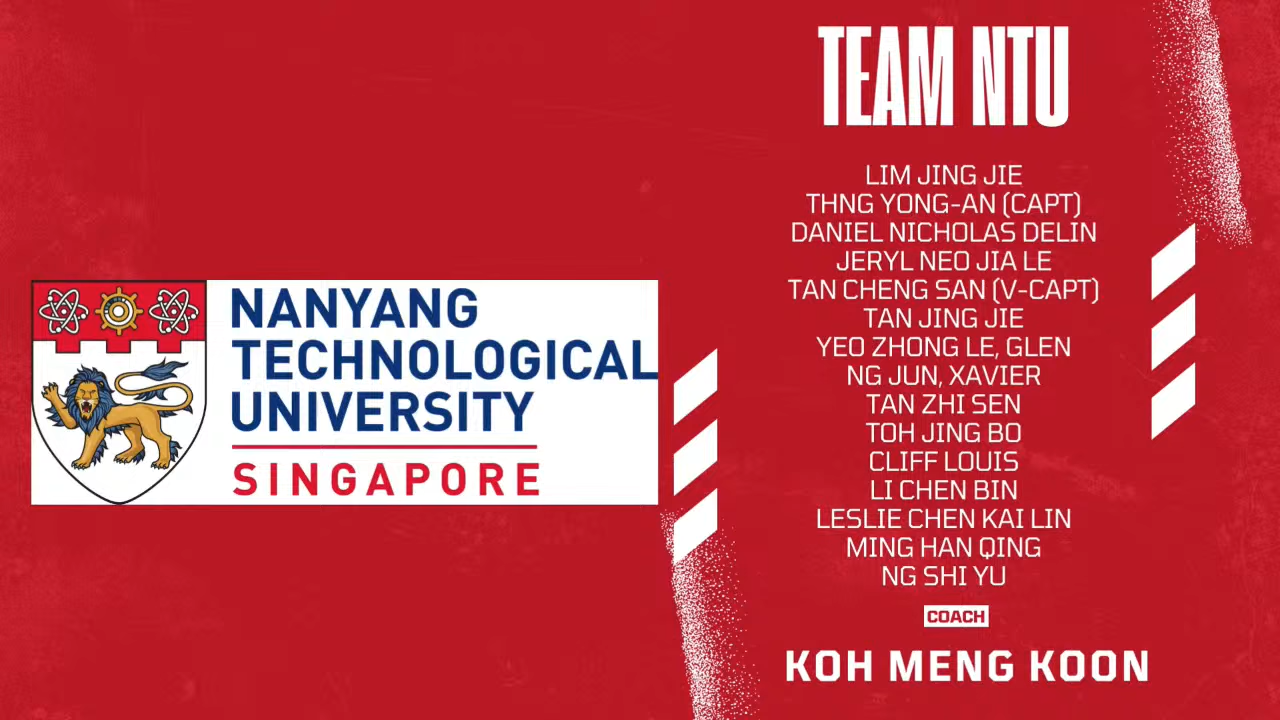 NANYANG
TECHNOLOGICAL
UNIVERSITY
SINGAPORE
TEAM NTU
LIM JING JIE
THNG YONG-AN (CAPT)
DANIEL NICHOLAS DELIN
JERYL NEO JIA LE
TAN CHENG SAN (V-CAPT)
TAN JING JIE
YEO ZHONG LE, GLEN
NG JUN, XAVIER
TAN ZHI SEN
TOH JING BO
CLIFF LOUIS
LI CHEN BIN
LESLIE CHEN KAI LIN
MING HAN QING
NG SHI YU
COACH
KOH MENG KOON